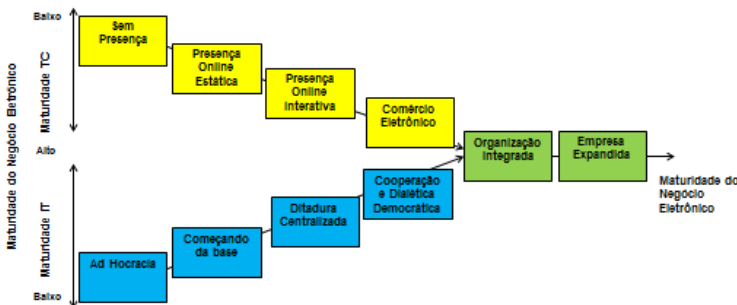 Baixo
Sem
Presença
Presença
Online
Estática
Presença
Online
Interativa
Comércio
Eletrônico
Organização
Integrada
Empresa
Expandida
Maturidade do
Negócio
Eletrônico
Cooperação
e Dialética
Democrática
Ditadura
Centralizada
Começando
da base
Ad Hocracia
Alto
Baixo
Maturidade TC
Maturidade IT
Maturidade do Negócio Eletrónico